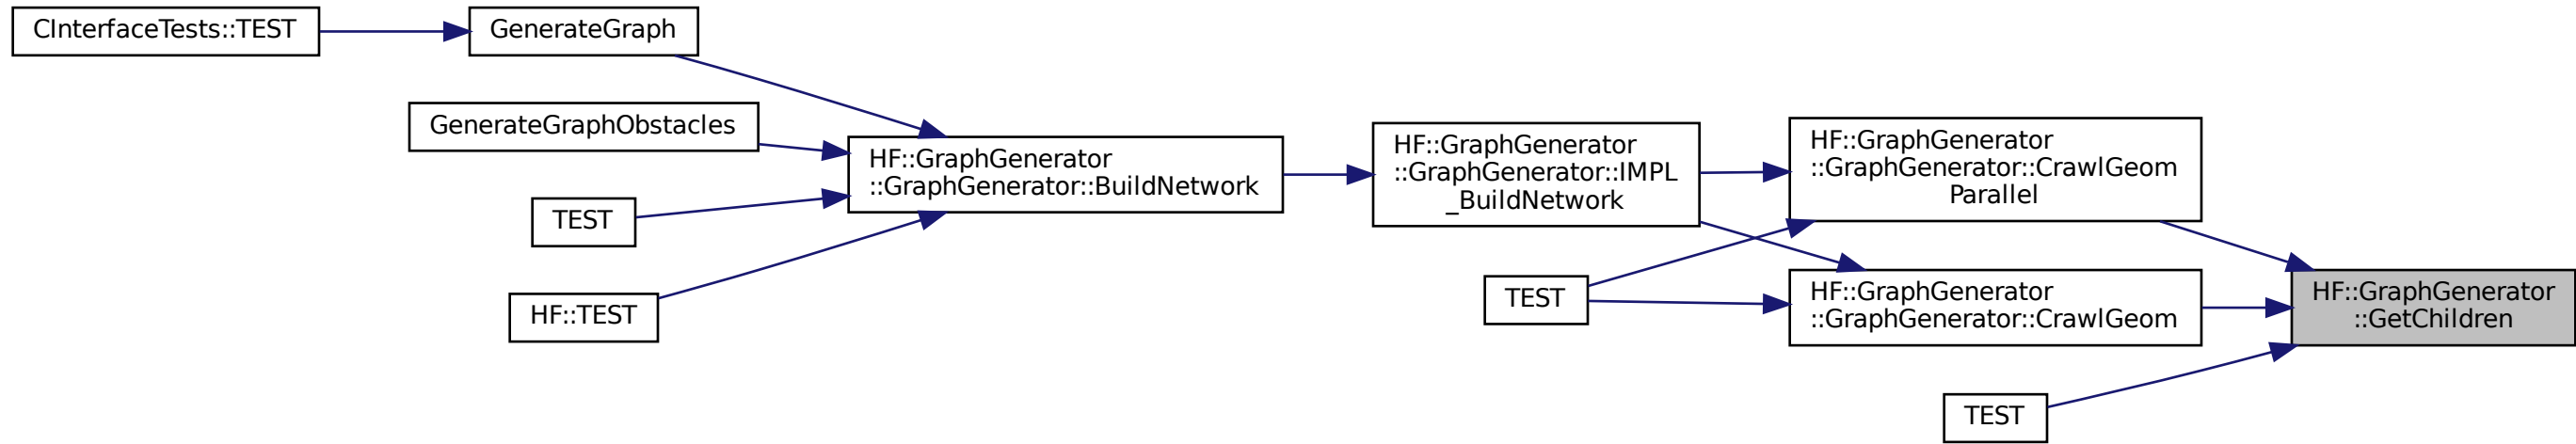 CInterfaceTests::TEST
GenerateGraph
GenerateGraphObstacles
TEST
HF::TEST
HF::GraphGenerator
::GraphGenerator::BuildNetwork
HF::GraphGenerator
::GraphGenerator::IMPL
_BuildNetwork
TEST
HF::GraphGenerator
::GraphGenerator::CrawlGeom
Parallel
HF::GraphGenerator
::GraphGenerator::CrawlGeom
TEST
HF::GraphGenerator
::GetChildren